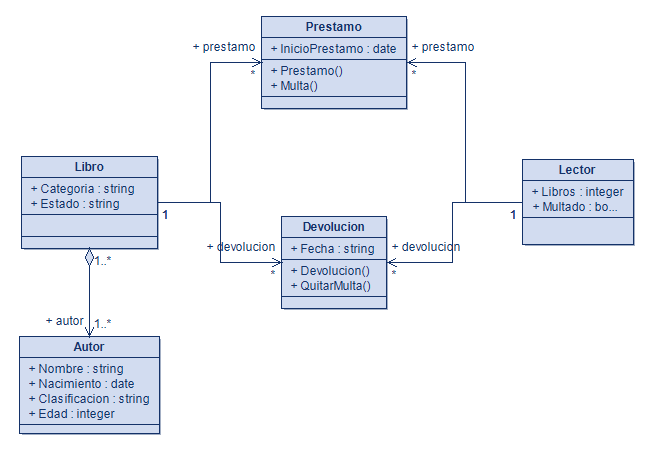 Prestamo
+ InicioPrestamo : date
+ Prestamo()
+ Multa()
+ prestamo
*
+ prestamo
*
Libro
+ Categoria : string
+ Estado : string
1
Lector
+ Libros : integer
+ Multado : bo...
1
Devolucion
+ Fecha : string
+ Devolucion()
+ QuitarMulta()
+ devolucion
*
+ devolucion
*
1..*
+ autor
1..*
Autor
+ Nombre : string
+ Nacimiento : date
+ Clasificacion : string
+ Edad : integer